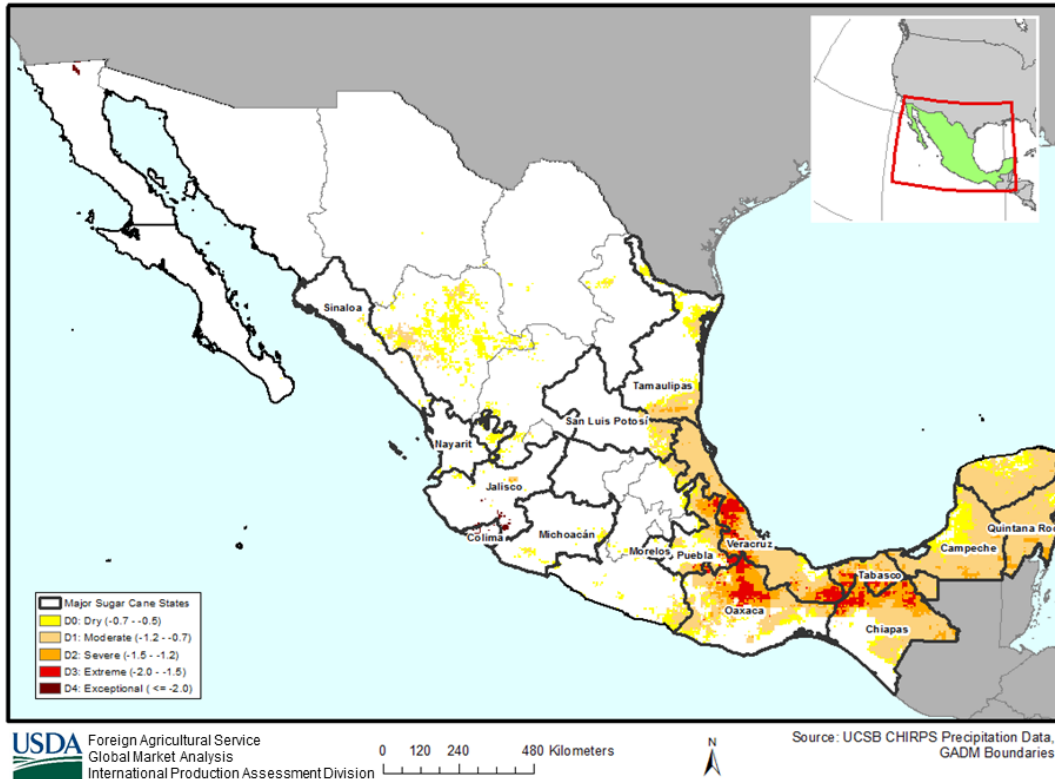 Sinaloa
Tamaulipas
San Luis Potosí
Nayarit
Jalisco
Colima
Michoacán
Morelos
Puebla
Veracruz
Oaxaca
Tabasco
Chiapas
Campeche
Quintana Roo
Major Sugar Cane States
D0: Dry (-0.7 - -0.5)
D1: Moderate (-1.2 - -0.7)
D2: Severe (-1.5 - -1.2)
D3: Extreme (-2.0 - -1.5)
D4: Exceptional ( <= -2.0)
USDA
Foreign Agricultural Service
Global Market Analysis
International Production Assessment Division
0 120 240 480 Kilometers
N
Source: UCSB CHIRPS Precipitation Data,
GADM Boundaries